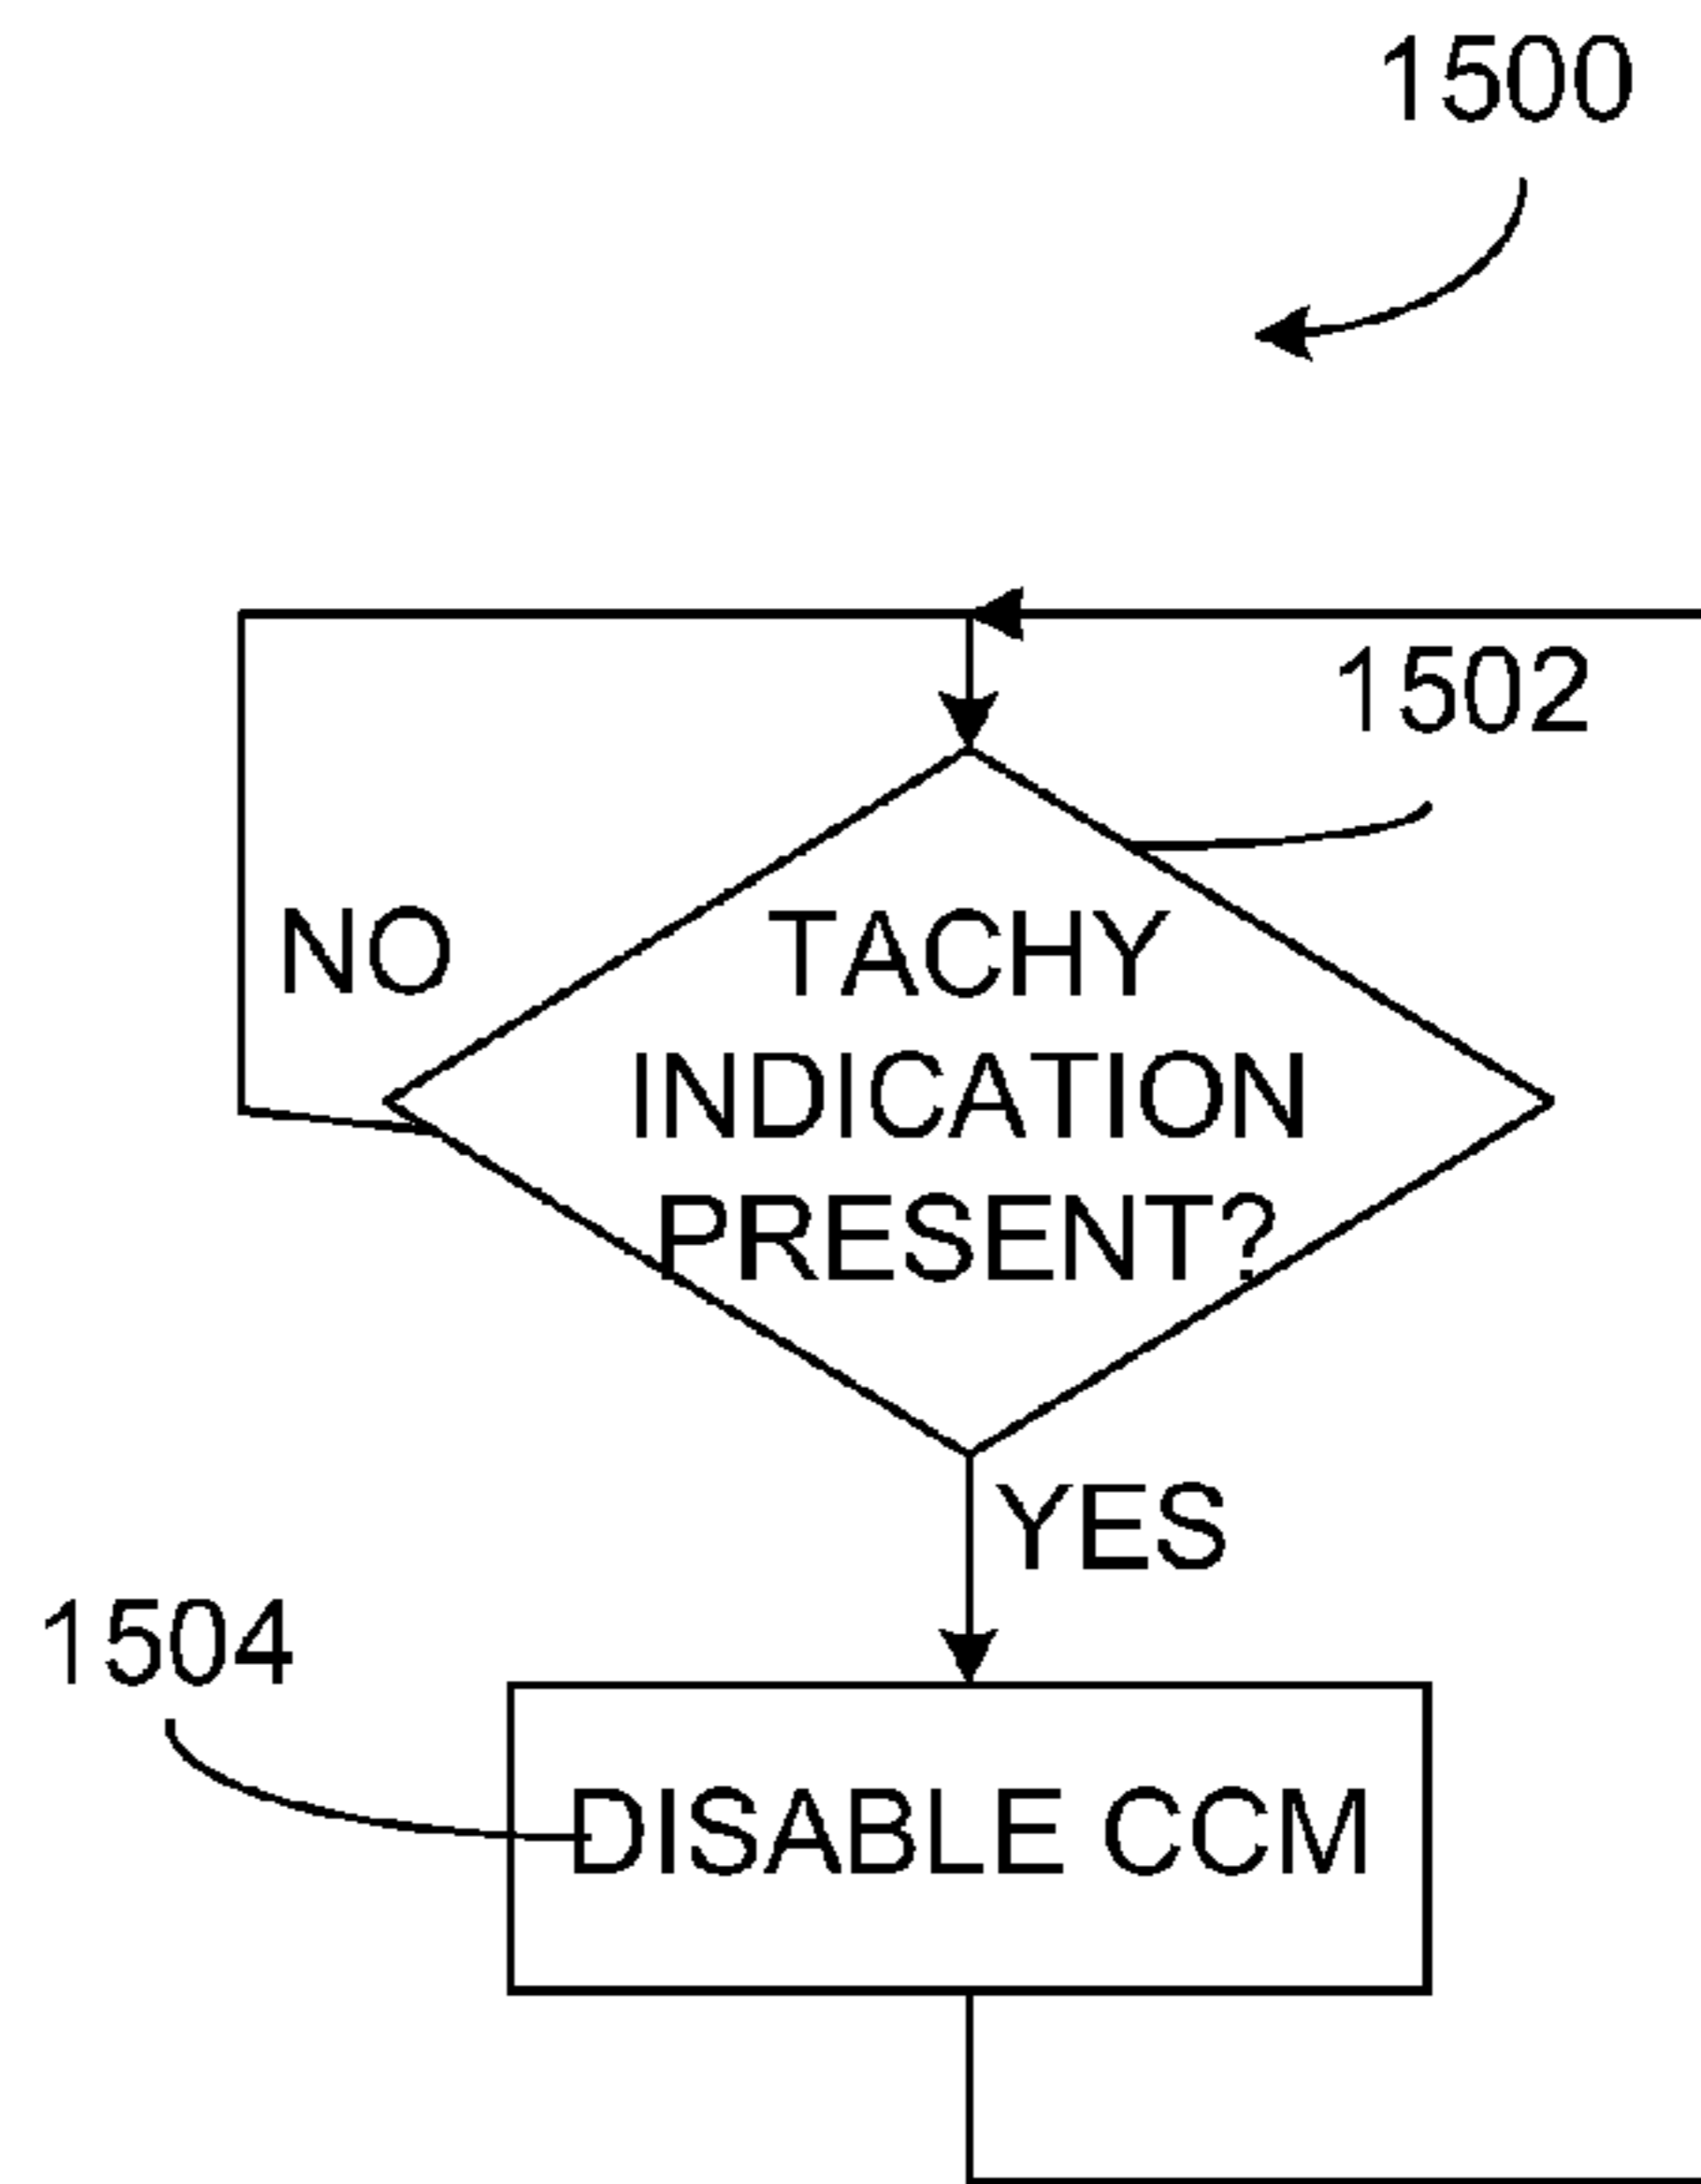 1500
1502
NO
TACHY
INDICATION
PRESENT?
YES
1504
DISABLE CCM